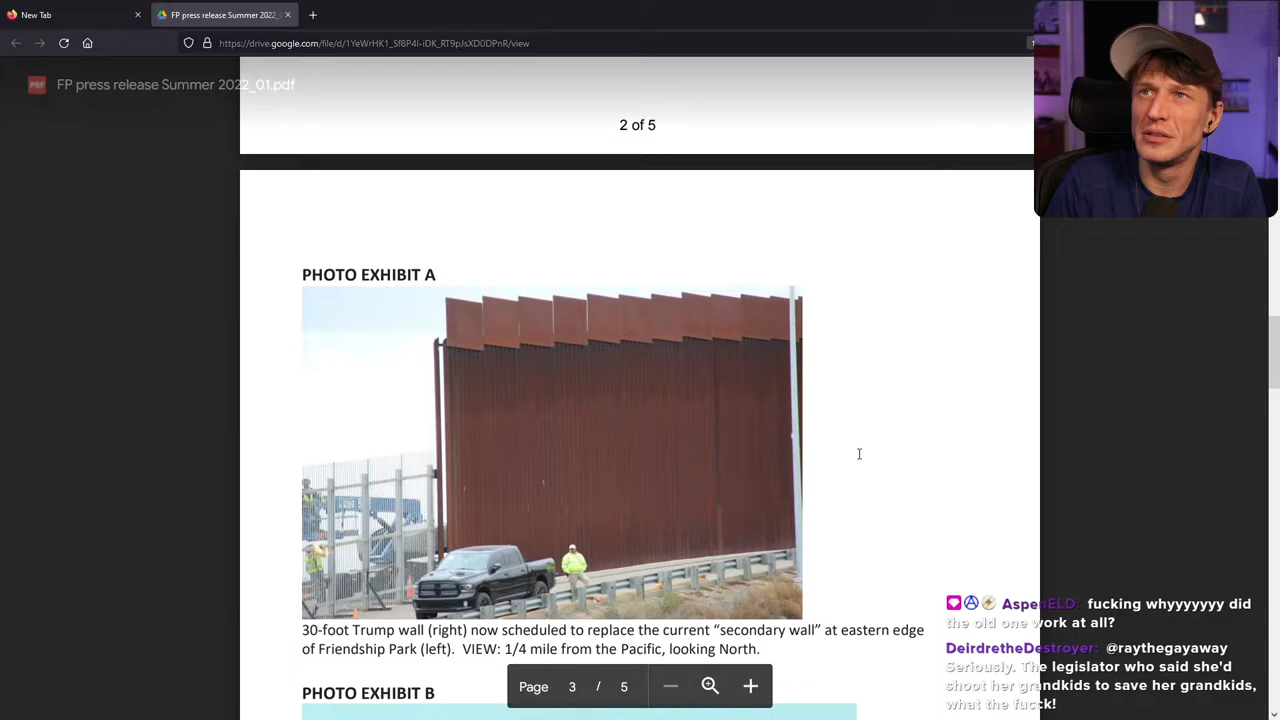 New Tab
FP press release Summer 2022_
https://drive.google.com/file/d/1YeWrHK1_Sf8P4I-iDK_RT9pJsXD0DPnR/view
PDF
FP press release Summer 2022_01.pdf
2 of 5
PHOTO EXHIBIT A
30-foot Trump wall (right) now scheduled to replace the current “secondary wall” at eastern edge
of Friendship Park (left). VIEW: 1/4 mile from the Pacific, looking North.
Page 3 / 5
PHOTO EXHIBIT B
AspenELD: fucking whyyyyyyy did
the old one work at all?
DeirdretheDestroyer: @raythegayaway
Seriously. The legislator who said she'd
shoot her grandkids to save her grandkids,
what the fucck!